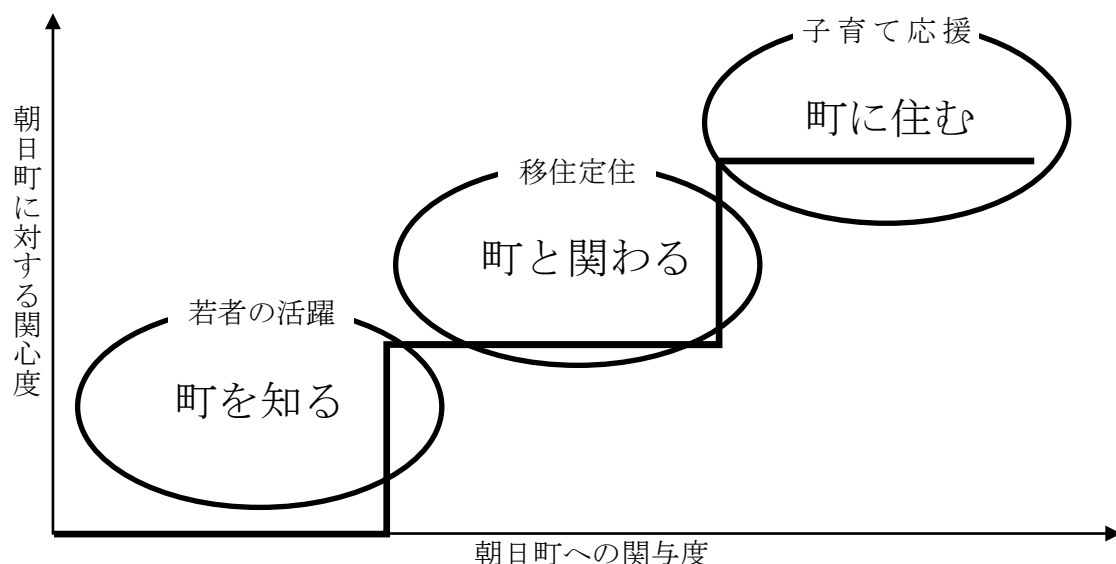 子育て応援
町に住む
移住定住
町と関わる
若者の活躍
町を知る
朝日町に対する関心度
朝日町への関与度